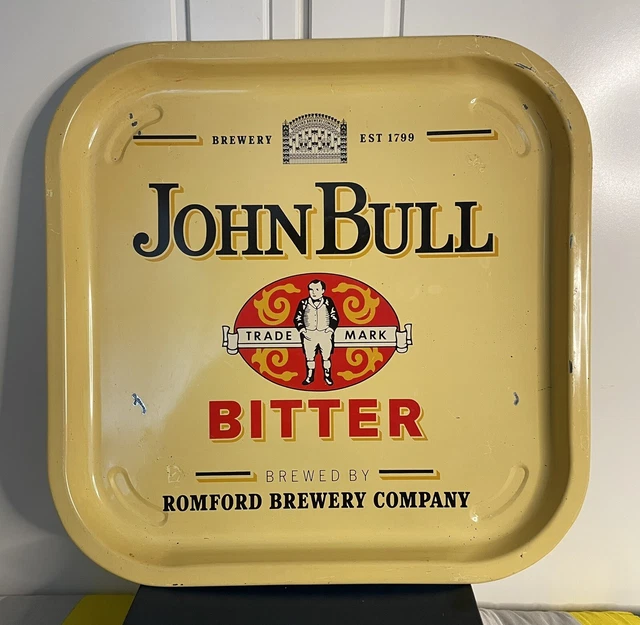 BREWERY EST 1799
JOHN BULL
TRADE MARK
BITTER
BREWED BY
ROMFORD BREWERY COMPANY